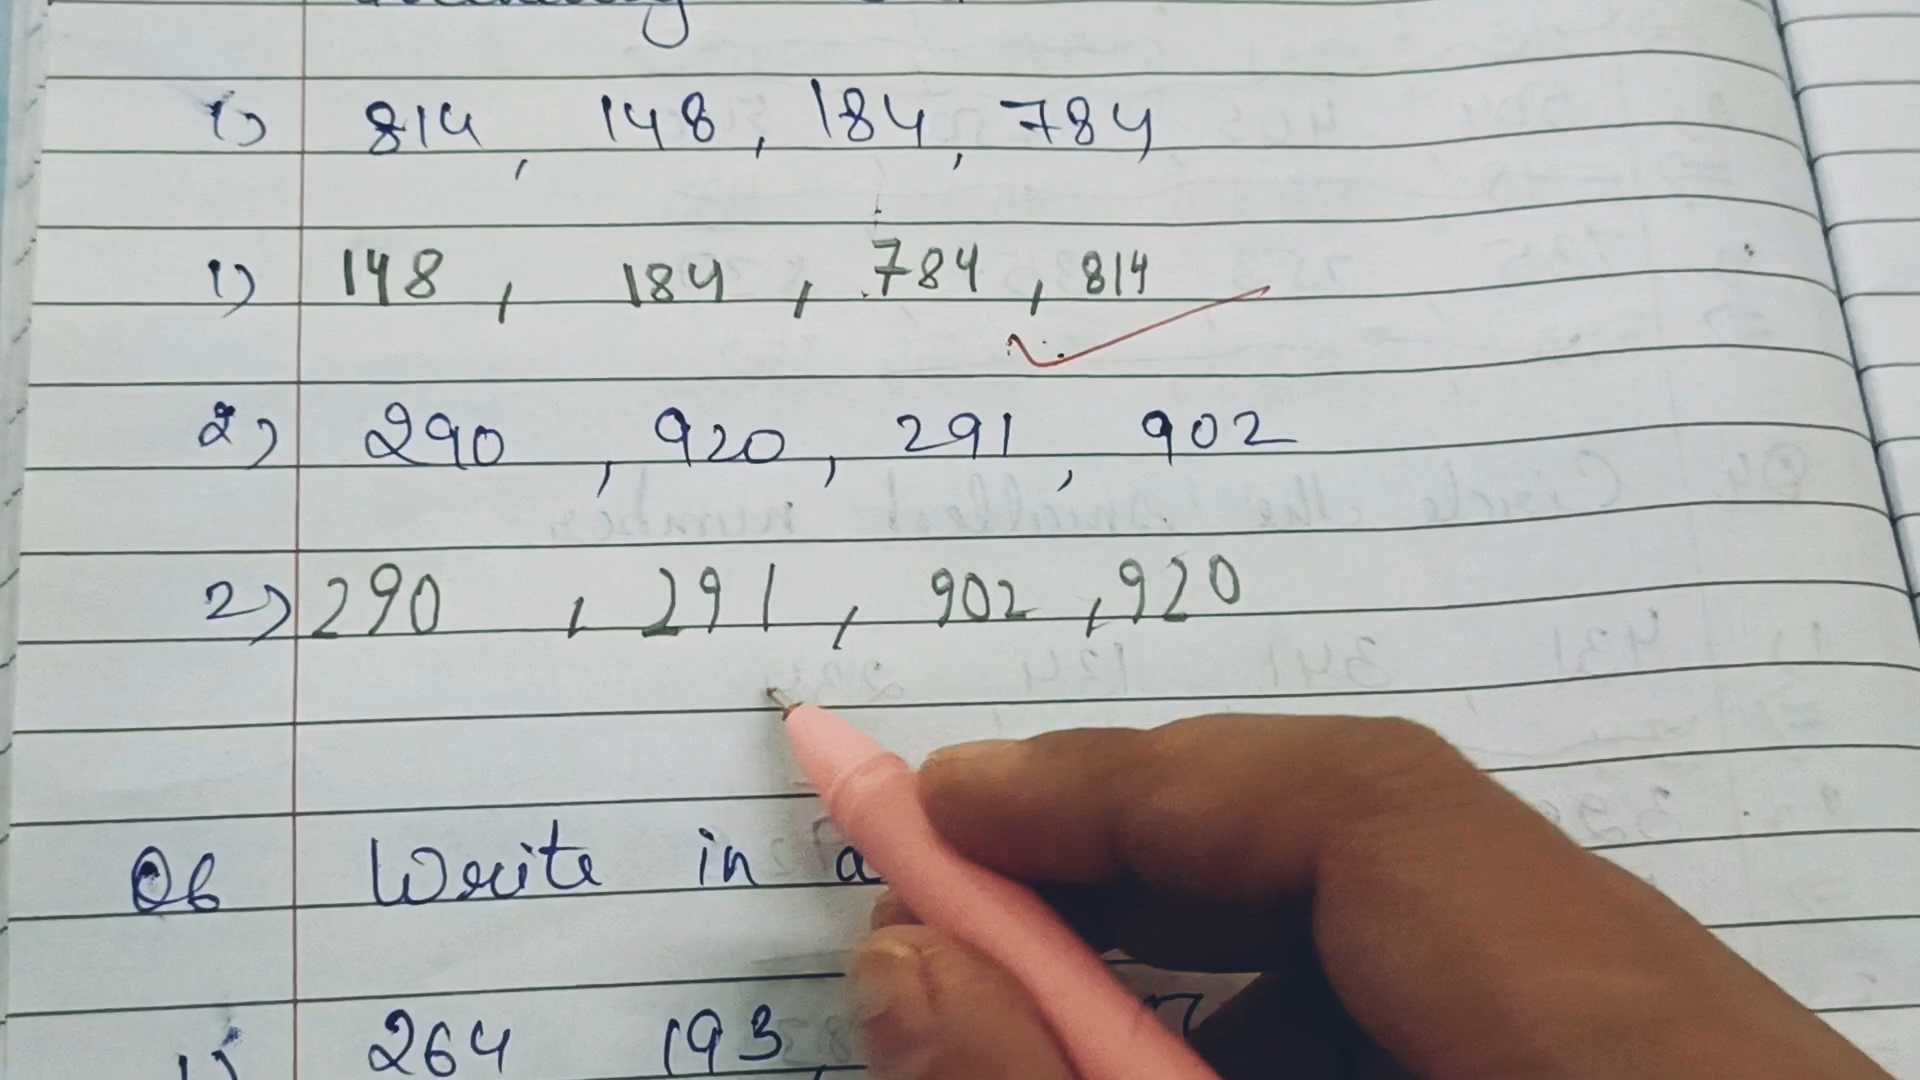 1) 814, 148, 184, 784
1) 148, 184, 784, 814
2) 290, 920, 291, 902
2) 290, 291, 902, 920
Q6 Write in a
1) 264 193,